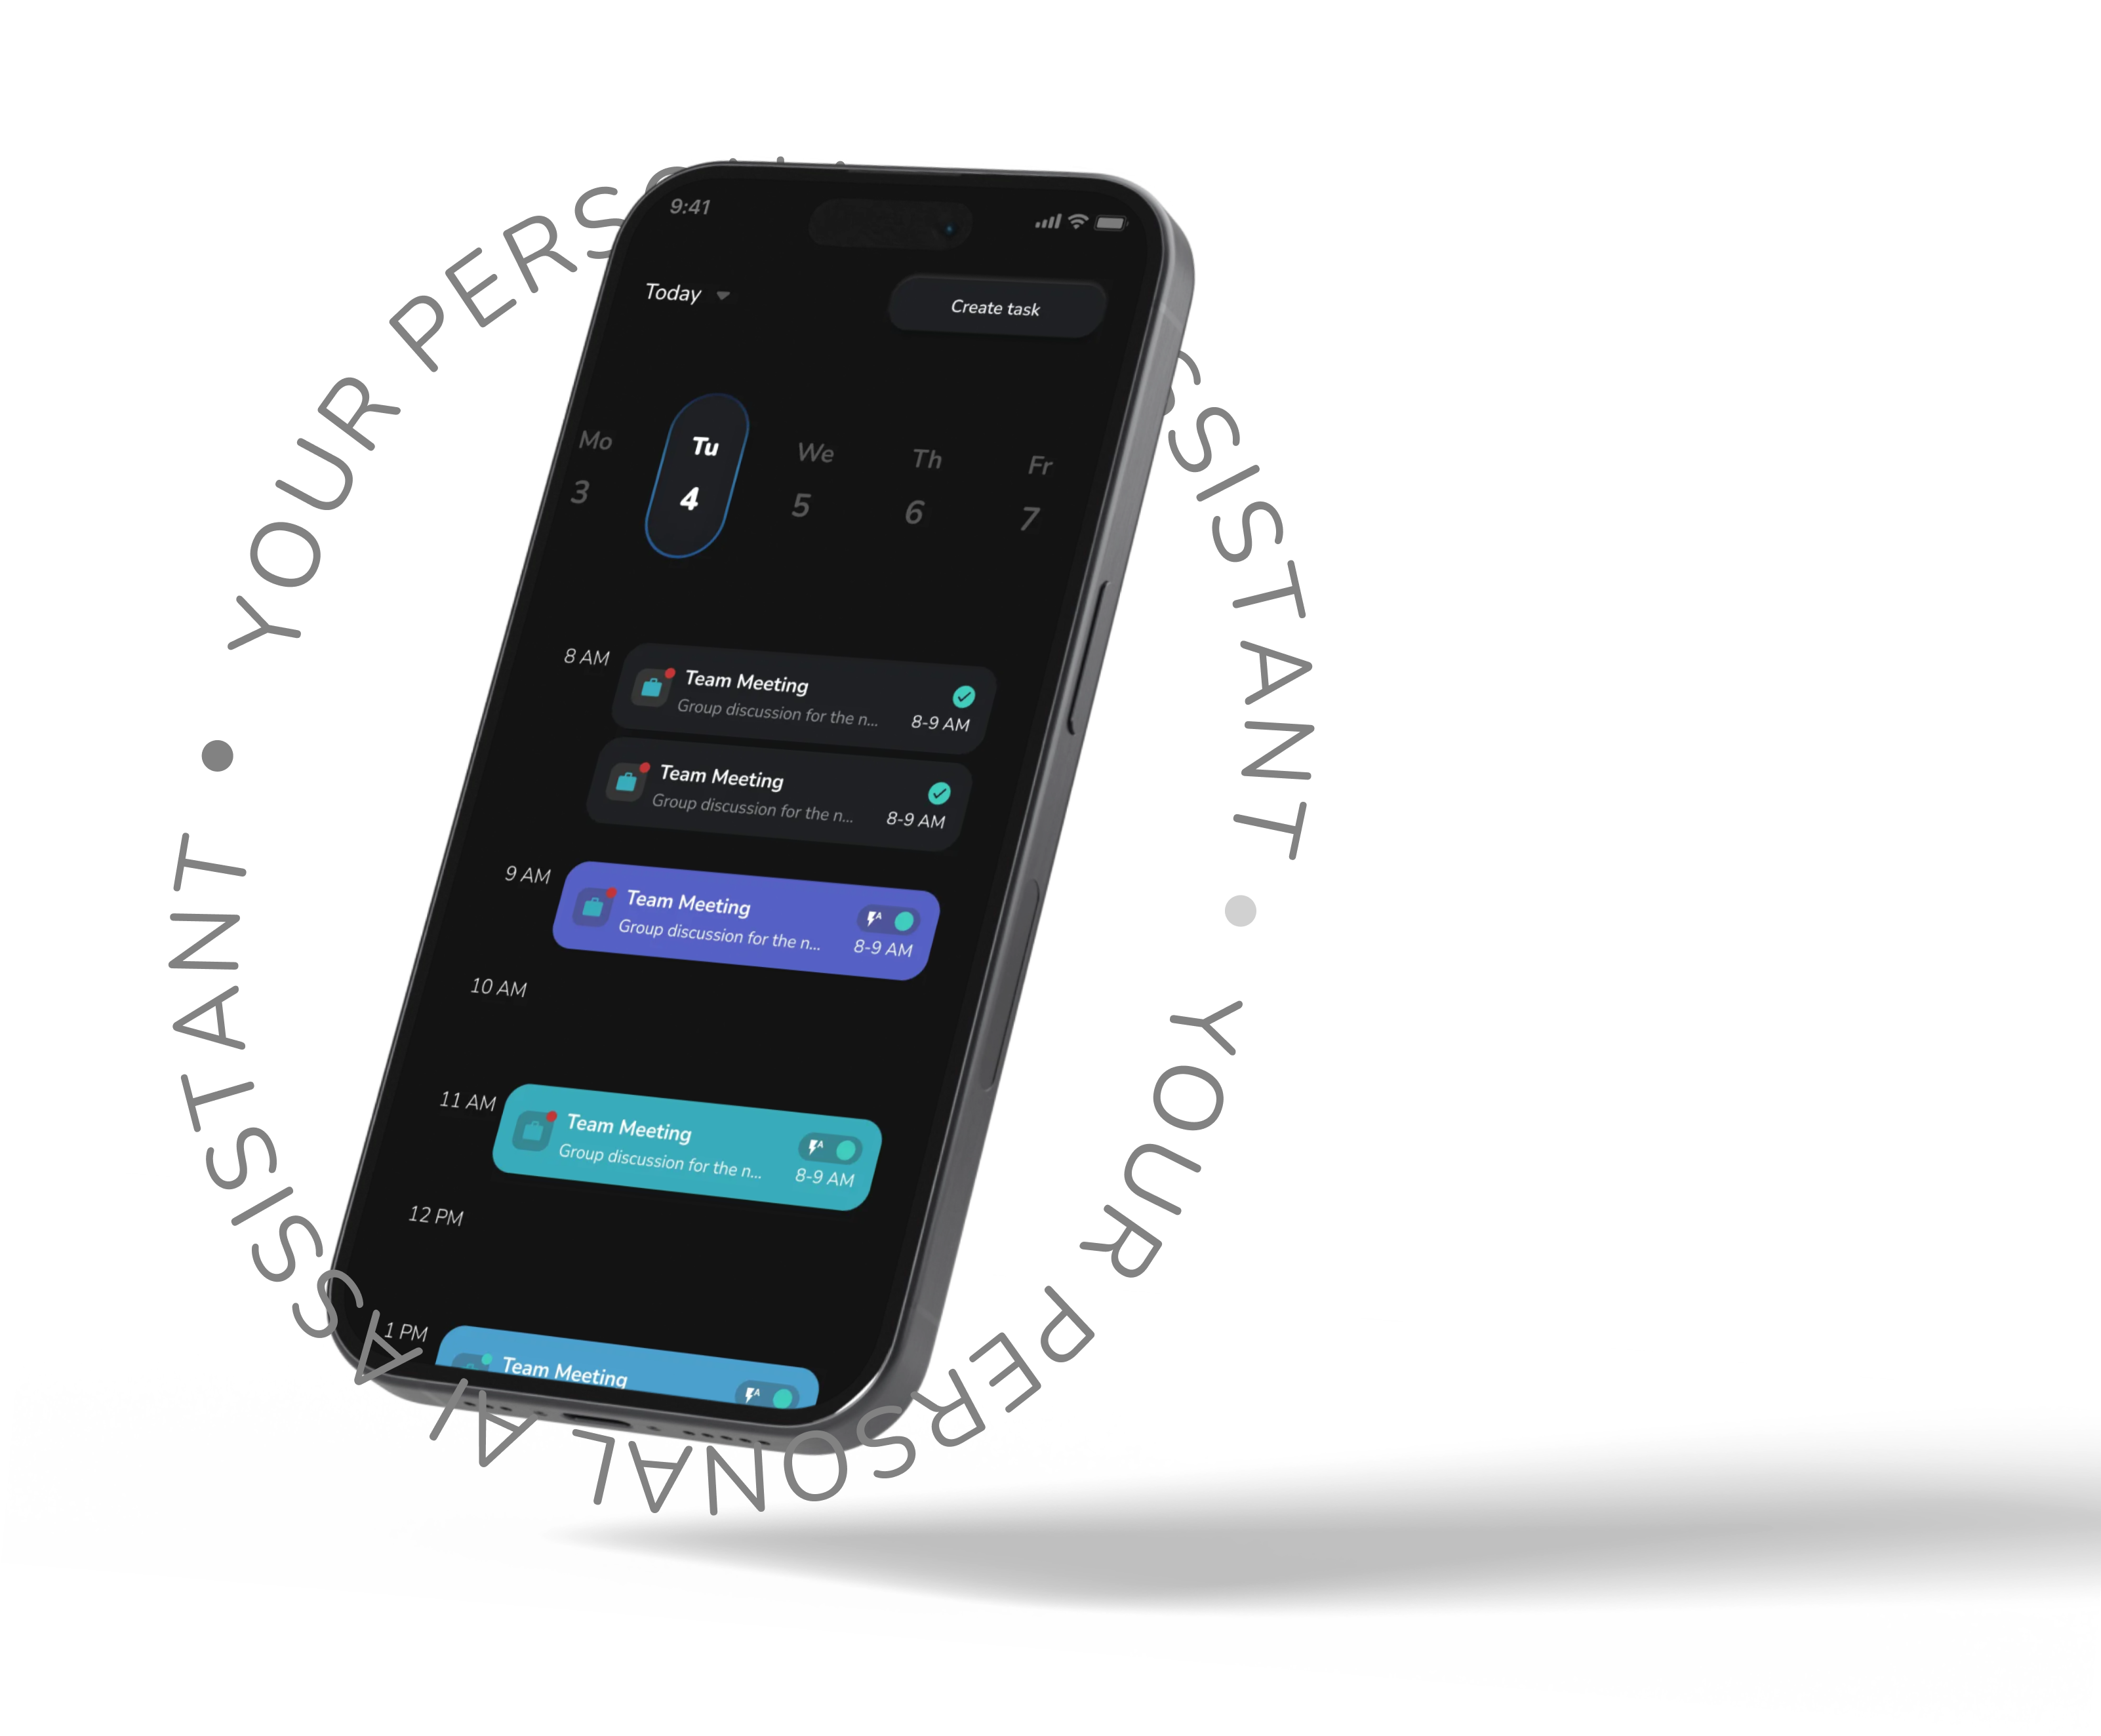 YOUR PERS
SSISTANT
•
YOUR PERSONAL AI ASSISTANT
•
9:41
Today
Create task
Mo Tu We Th Fr
3 4 5 6 7
8 AM
Team Meeting
Group discussion for the n...
8-9 AM
Team Meeting
Group discussion for the n...
8-9 AM
9 AM
Team Meeting
Group discussion for the n...
A
8-9 AM
10 AM
11 AM
Team Meeting
Group discussion for the n...
A
8-9 AM
12 PM
1 PM
Team Meeting
A